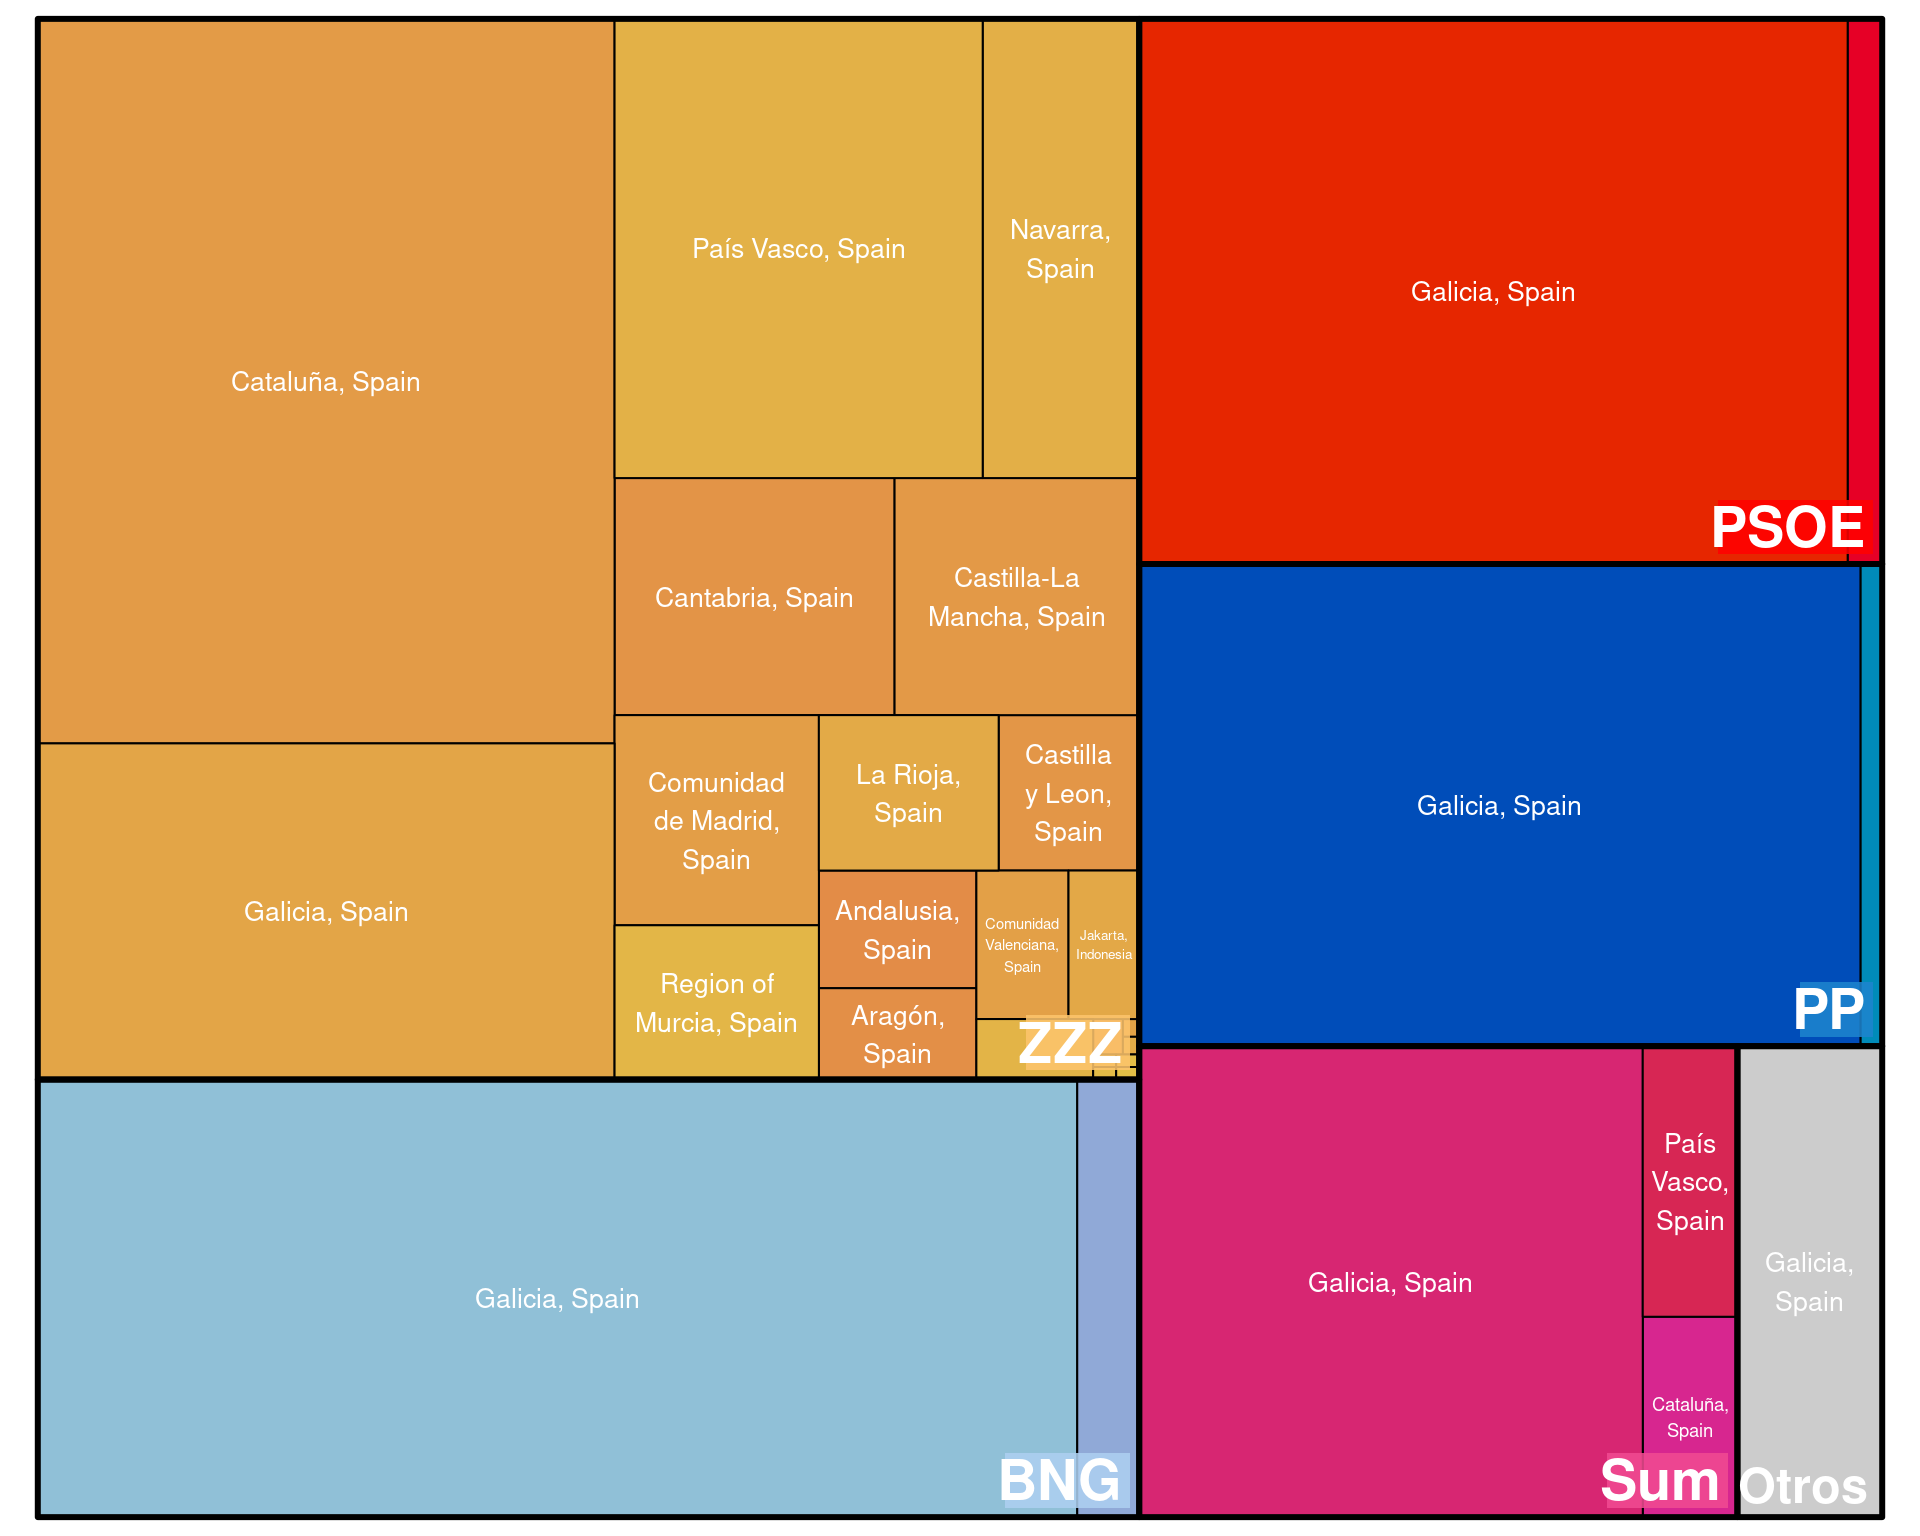 Cataluña, Spain
País Vasco, Spain
Navarra,
Spain
Cantabria, Spain
Castilla-La
Mancha, Spain
Galicia, Spain
Comunidad
de Madrid,
Spain
La Rioja,
Spain
Castilla
y Leon,
Spain
Region of
Murcia, Spain
Andalusia,
Spain
Aragón,
Spain
Comunidad
Valenciana,
Spain
Jakarta,
Indonesia
ZZZ
Galicia, Spain
BNG
Galicia, Spain
PSOE
Galicia, Spain
PP
Galicia, Spain
País
Vasco,
Spain
Cataluña,
Spain
Sum
Galicia,
Spain
Otros